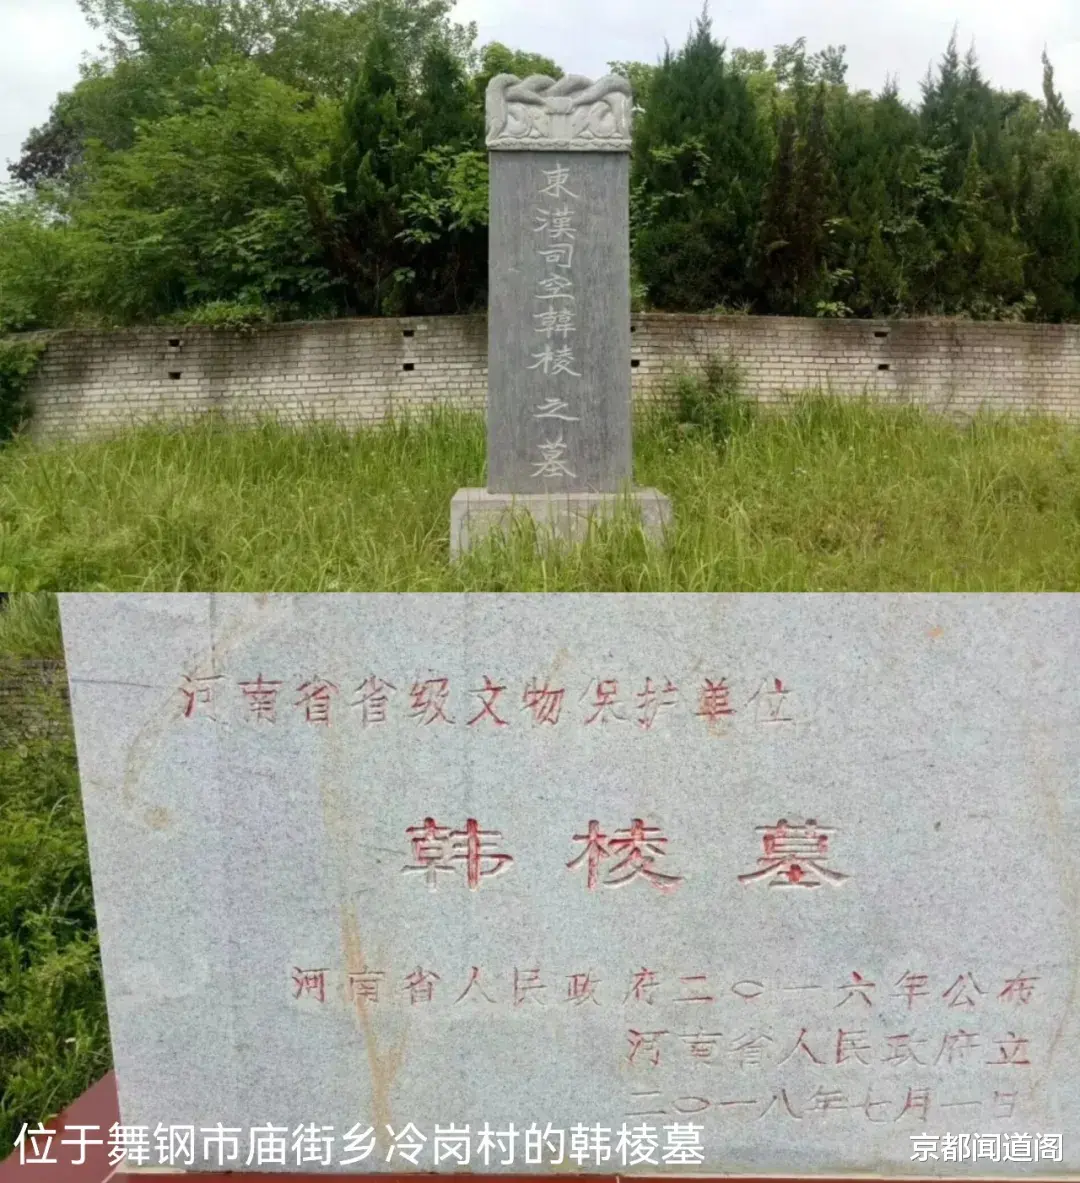 東漢司空韓棱之墓
河南省省级文物保护单位
韩棱墓
河南省人民政府二〇一六年公布
河南省人民政府立
二〇一八年七月一日
位于舞钢市庙街乡冷岗村的韩棱墓
京都闻道阁